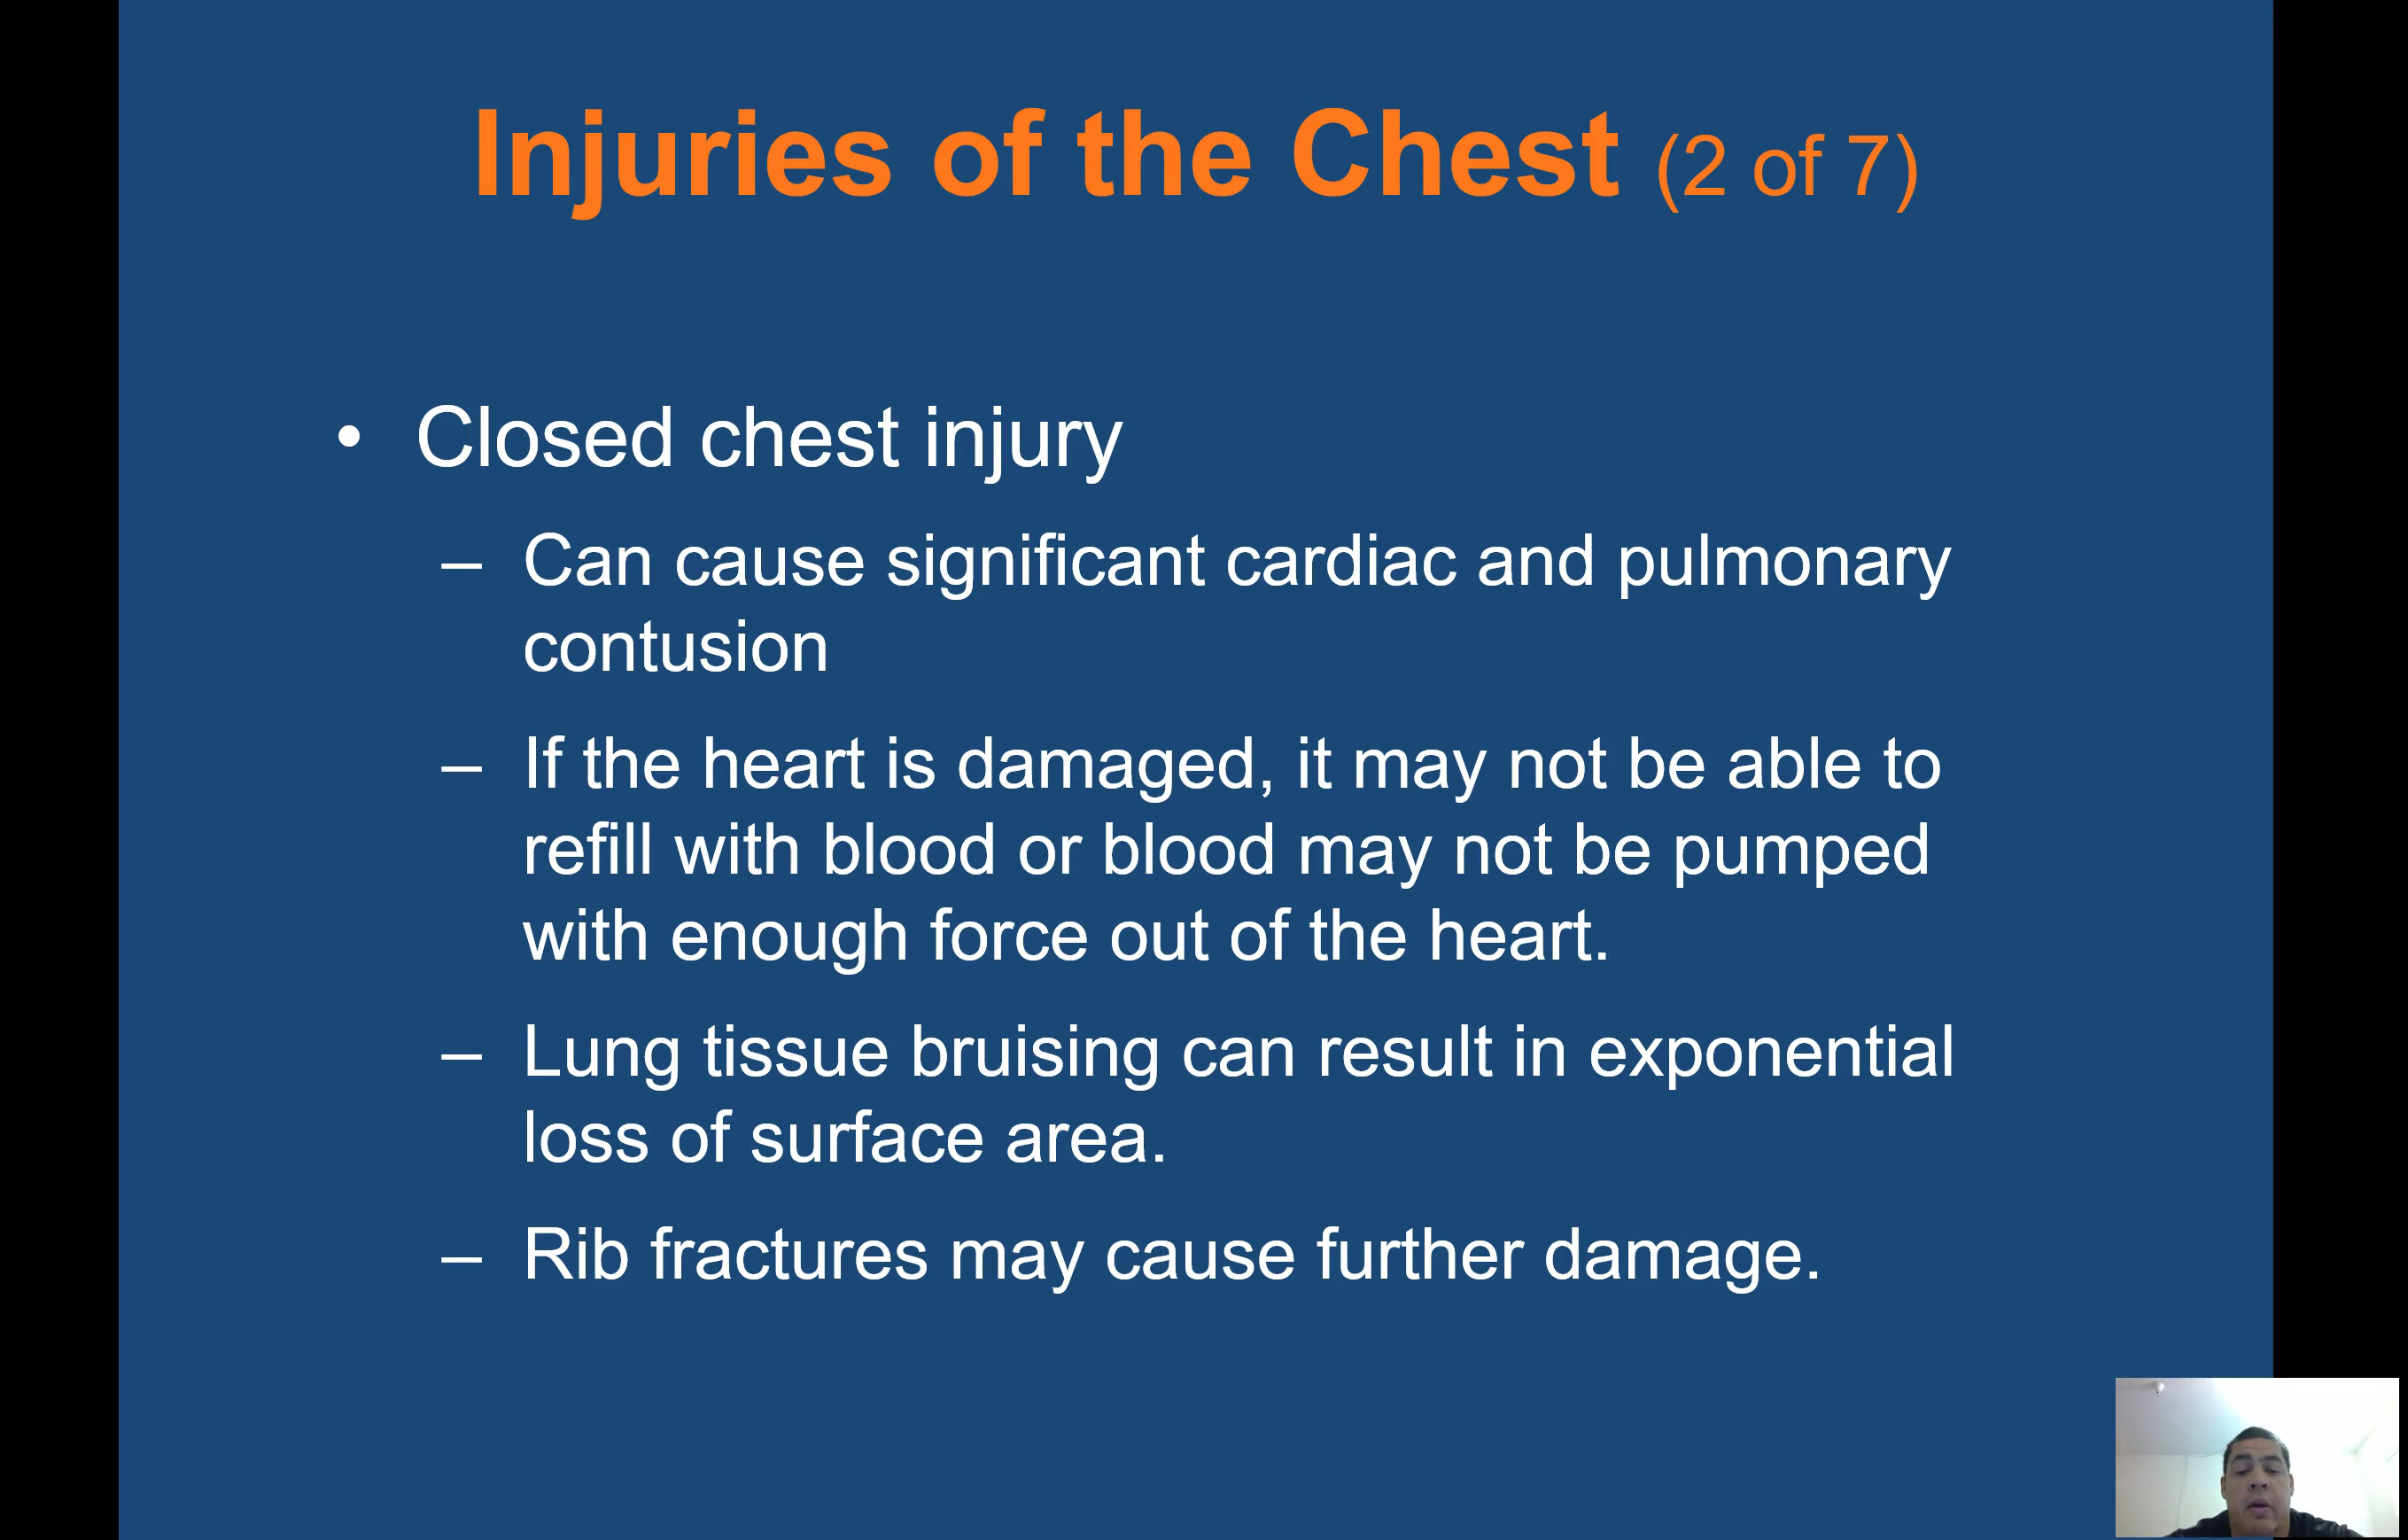 Injuries of the Chest (2 of 7)
• Closed chest injury
– Can cause significant cardiac and pulmonary
contusion
– If the heart is damaged, it may not be able to
refill with blood or blood may not be pumped
with enough force out of the heart.
– Lung tissue bruising can result in exponential
loss of surface area.
– Rib fractures may cause further damage.